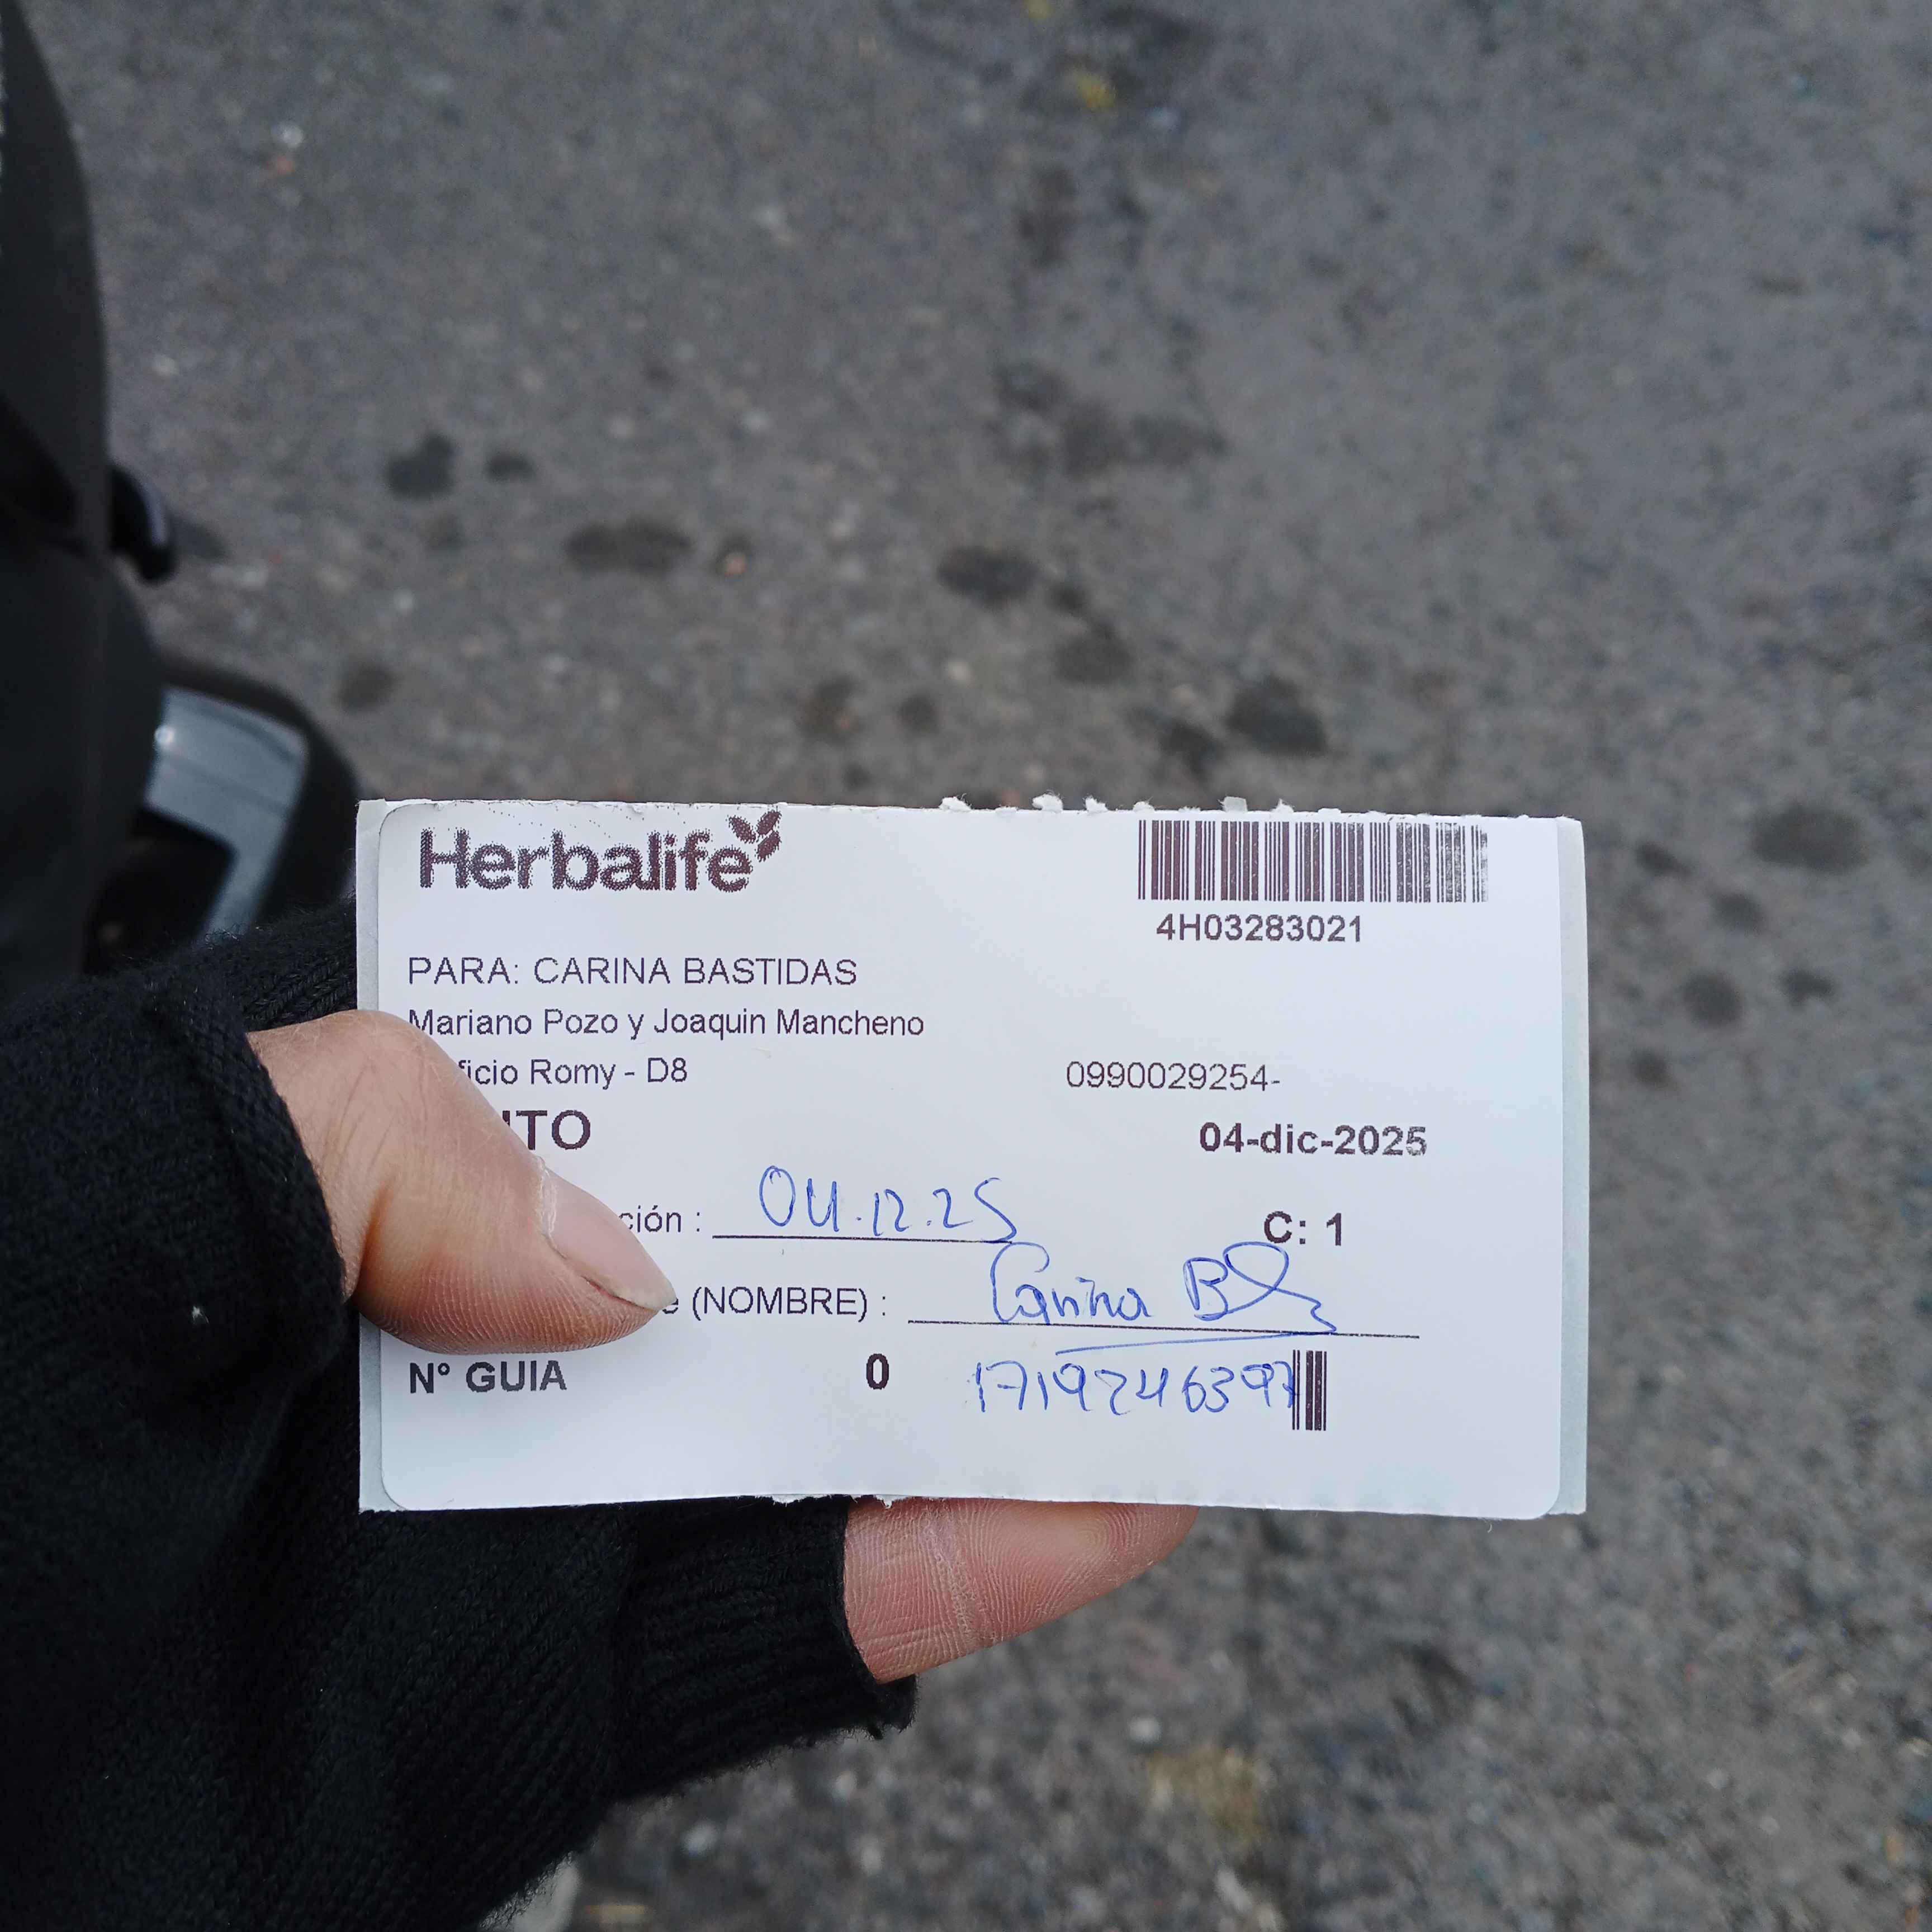 Herbalife
4H03283021
PARA: CARINA BASTIDAS
Mariano Pozo y Joaquin Mancheno
ficio Romy - D8 0990029254-
ITO 04-dic-2025
ción : 04.12.25 C: 1
e (NOMBRE) : Carina B
N° GUIA 0 1719246397